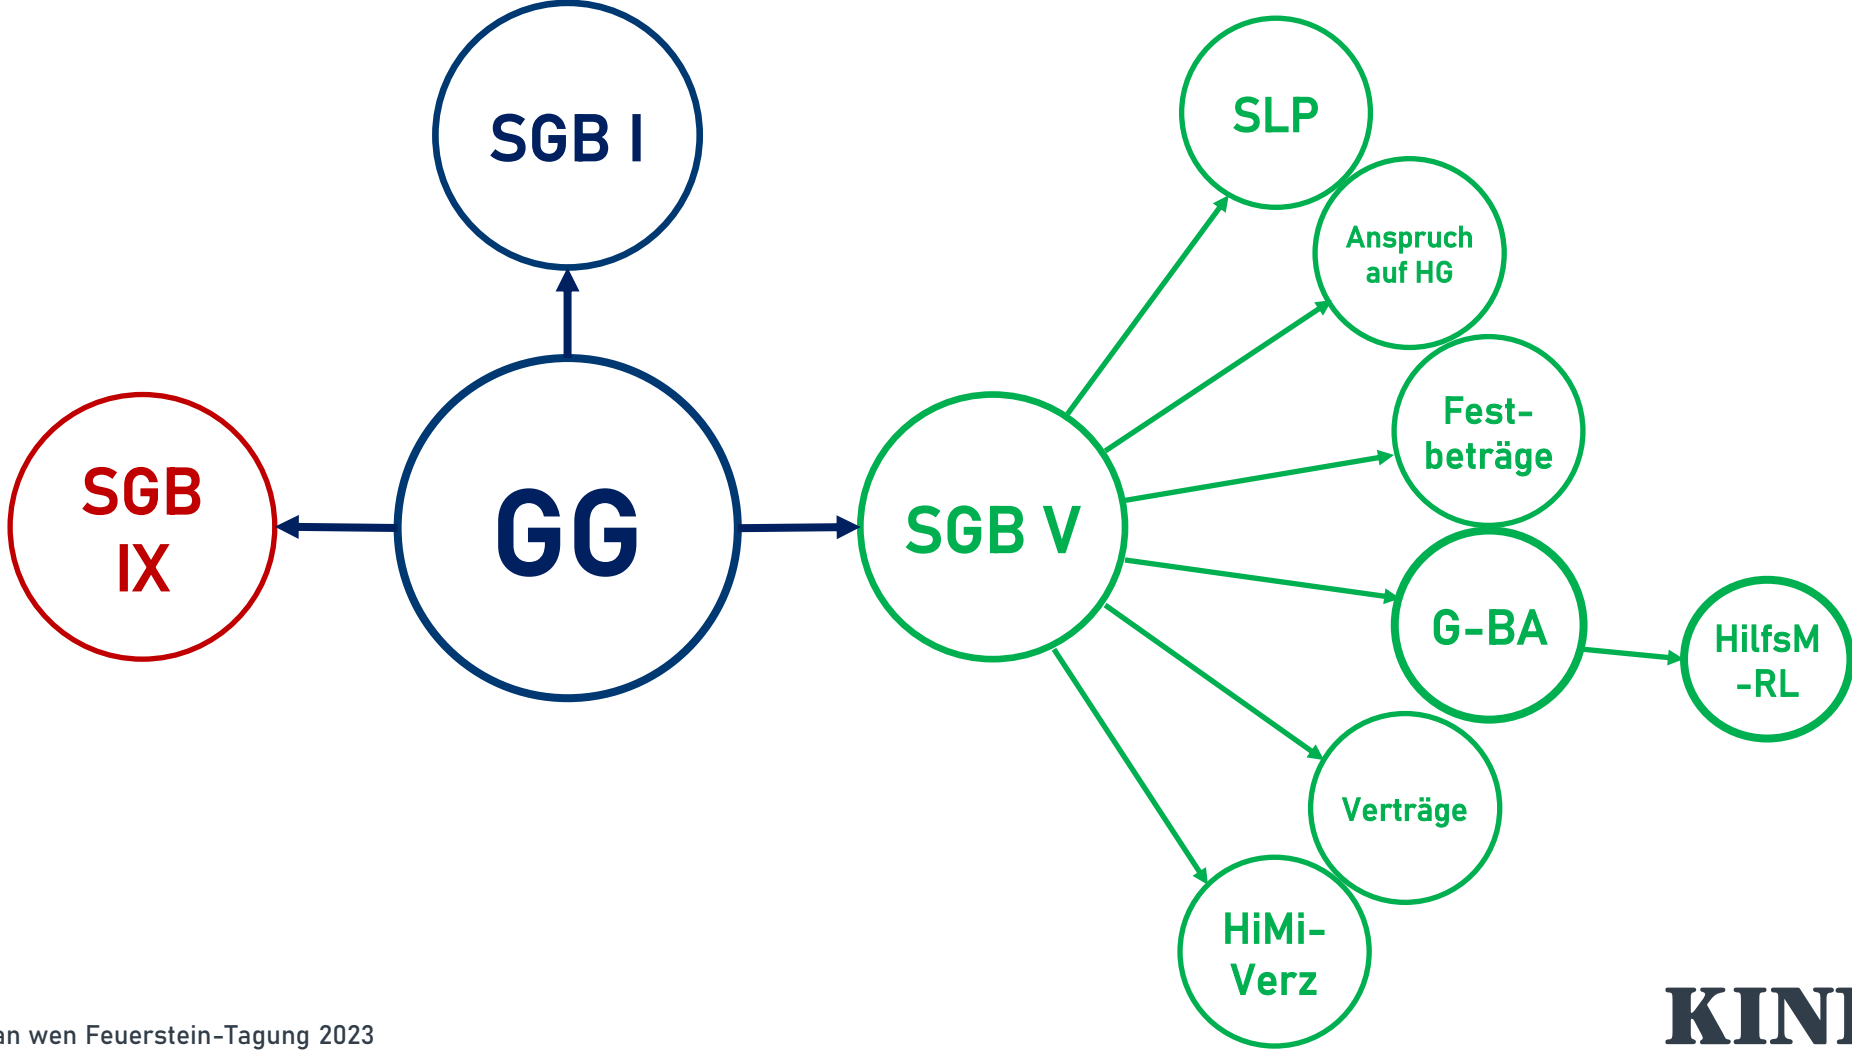 SGB I
SLP
Anspruch
auf HG
Fest-
beträge
SGB
IX
GG
SGB V
G-BA
HilfsM
-RL
Verträge
HiMi-
Verz
an wen Feuerstein-Tagung 2023